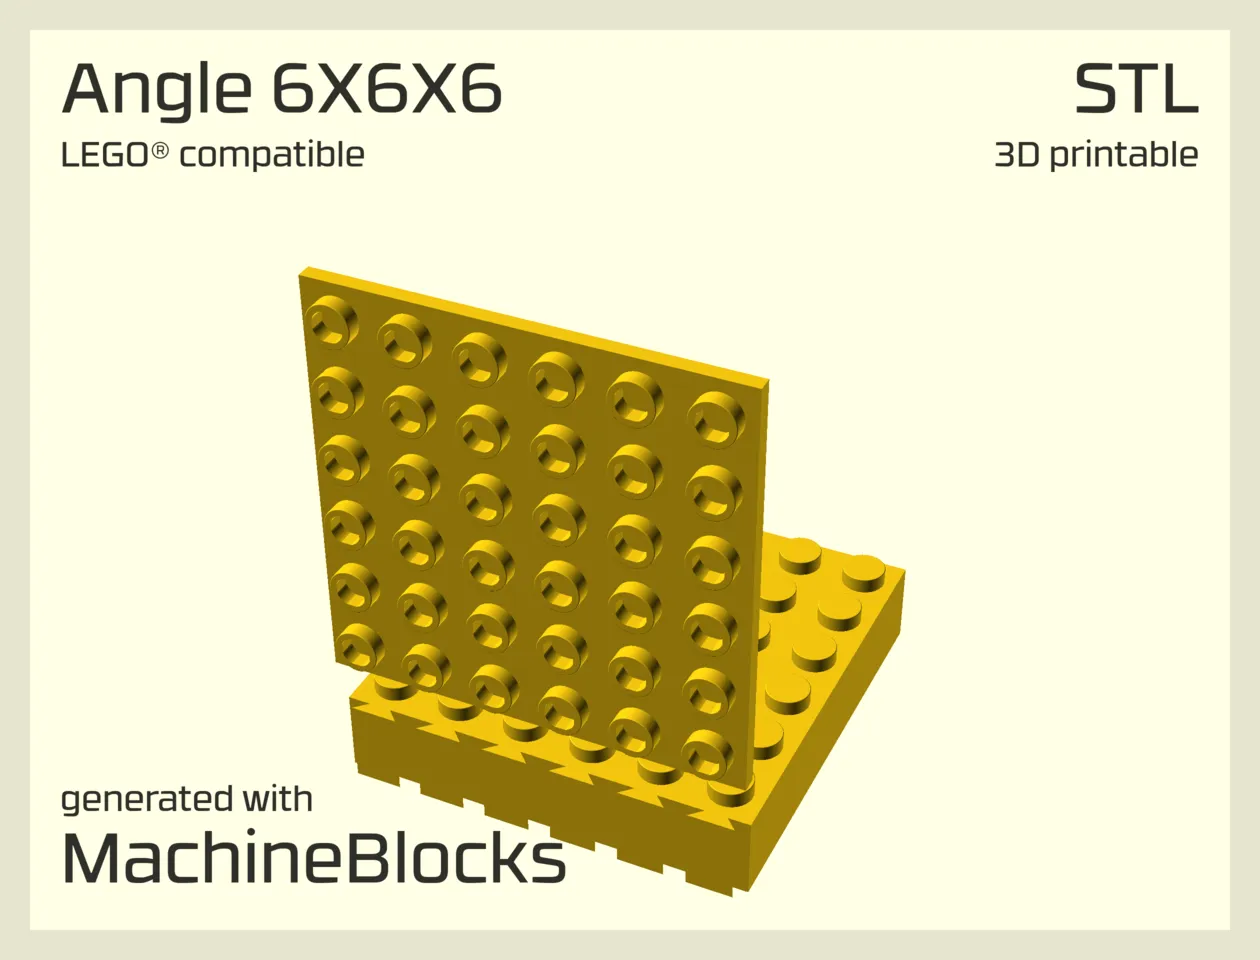 Angle 6X6X6
LEGO® compatible
STL
3D printable
generated with
MachineBlocks